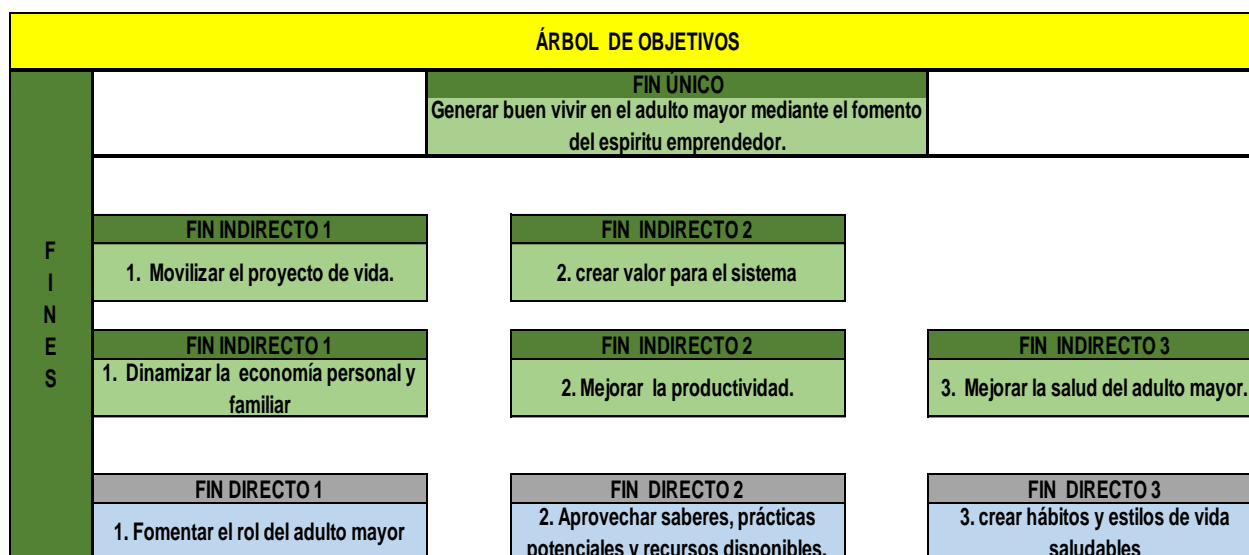 ÁRBOL DE OBJETIVOS
FIN ÚNICO
Generar buen vivir en el adulto mayor mediante el fomento
del espiritu emprendedor.
F
I
N
E
S
FIN INDIRECTO 1
1. Movilizar el proyecto de vida.
FIN INDIRECTO 2
2. crear valor para el sistema
FIN INDIRECTO 1
1. Dinamizar la economía personal y
familiar
FIN INDIRECTO 2
2. Mejorar la productividad.
FIN INDIRECTO 3
3. Mejorar la salud del adulto mayor.
FIN DIRECTO 1
1. Fomentar el rol del adulto mayor
FIN DIRECTO 2
2. Aprovechar saberes, prácticas
potenciales y recursos disponibles.
FIN DIRECTO 3
3. crear hábitos y estilos de vida
saludables